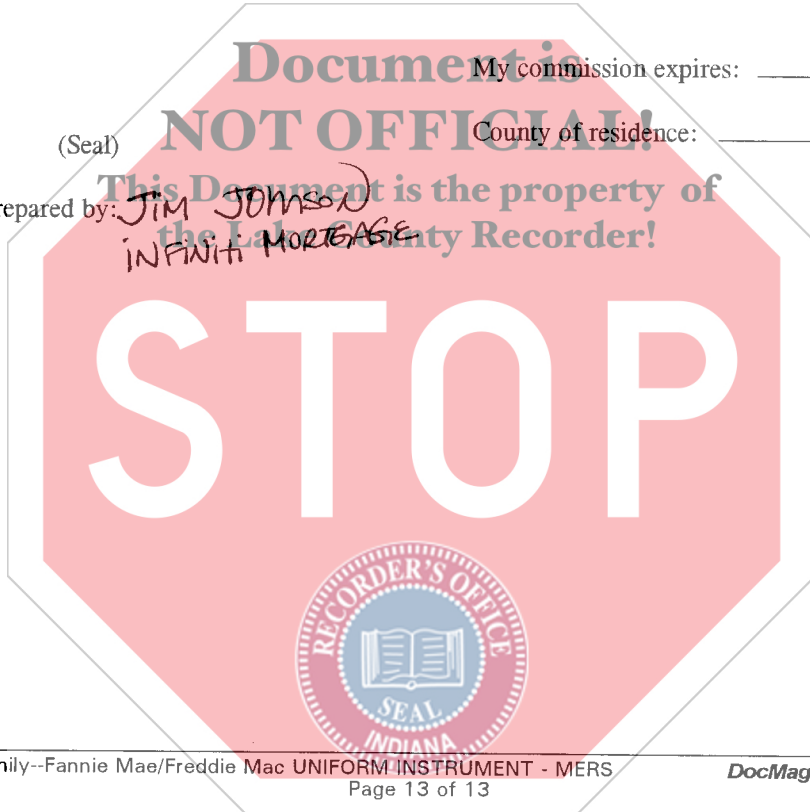 Document is
My commission expires:
NOT OFFICIAL!
County of residence:
(Seal)
This Document is the property of
repared by: JIM JOHNSON
the Lake County Recorder!
INFINITI MORTGAGE
STOP
RECORDER'S OFFICE
SEAL
INDIANA
nily--Fannie Mae/Freddie Mac UNIFORM INSTRUMENT - MERS
DocMag
Page 13 of 13